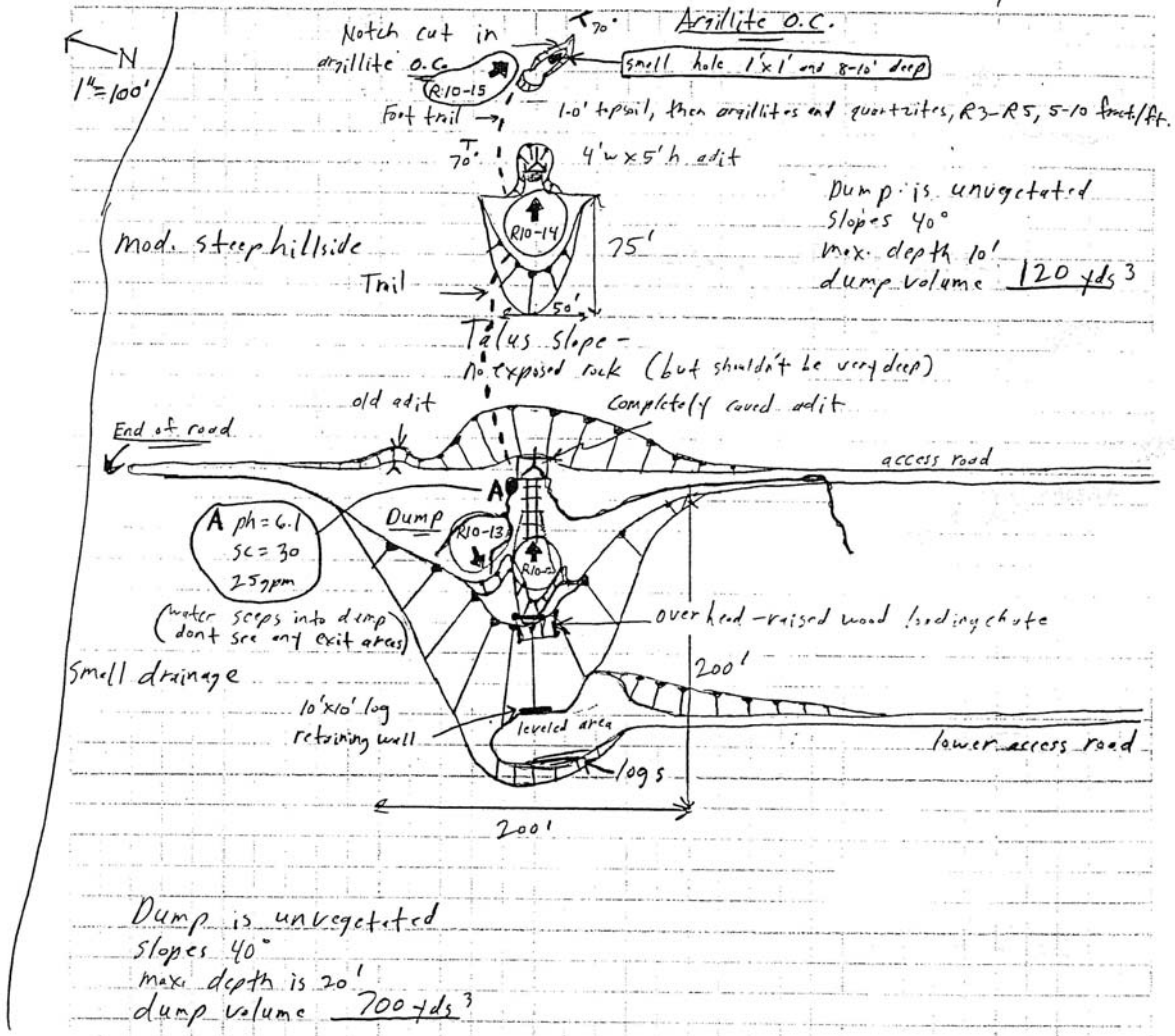 N
1"=100'
Notch cut in
argillite O.C.
R-10-15
70°
Argillite O.C.
small hole 1'x1' and 8-10' deep
Foot trail
1.0' topsoil, then argillites and quartzites, R3-R5, 5-10 fract/ft.
70°
4'w x 5'h adit
R10-14
75'
50'
Dump is unvegetated
slopes 40°
max. depth 10'
dump volume 120 yds3
mod. steep hillside
Trail
Talus slope -
no exposed rock (but shouldn't be very deep)
old adit
completely caved adit
End of road
access road
A
A ph = 6.1
sc = 30
25gpm
(water seeps into dump
dont see any exit areas)
Dump
R10-13
overhead-raised wood loading chute
200'
Small drainage
10'x10' log
retaining wall
leveled area
lower access road
logs
200'
Dump is unvegetated
slopes 40°
max. depth is 20'
dump volume 700 yds3